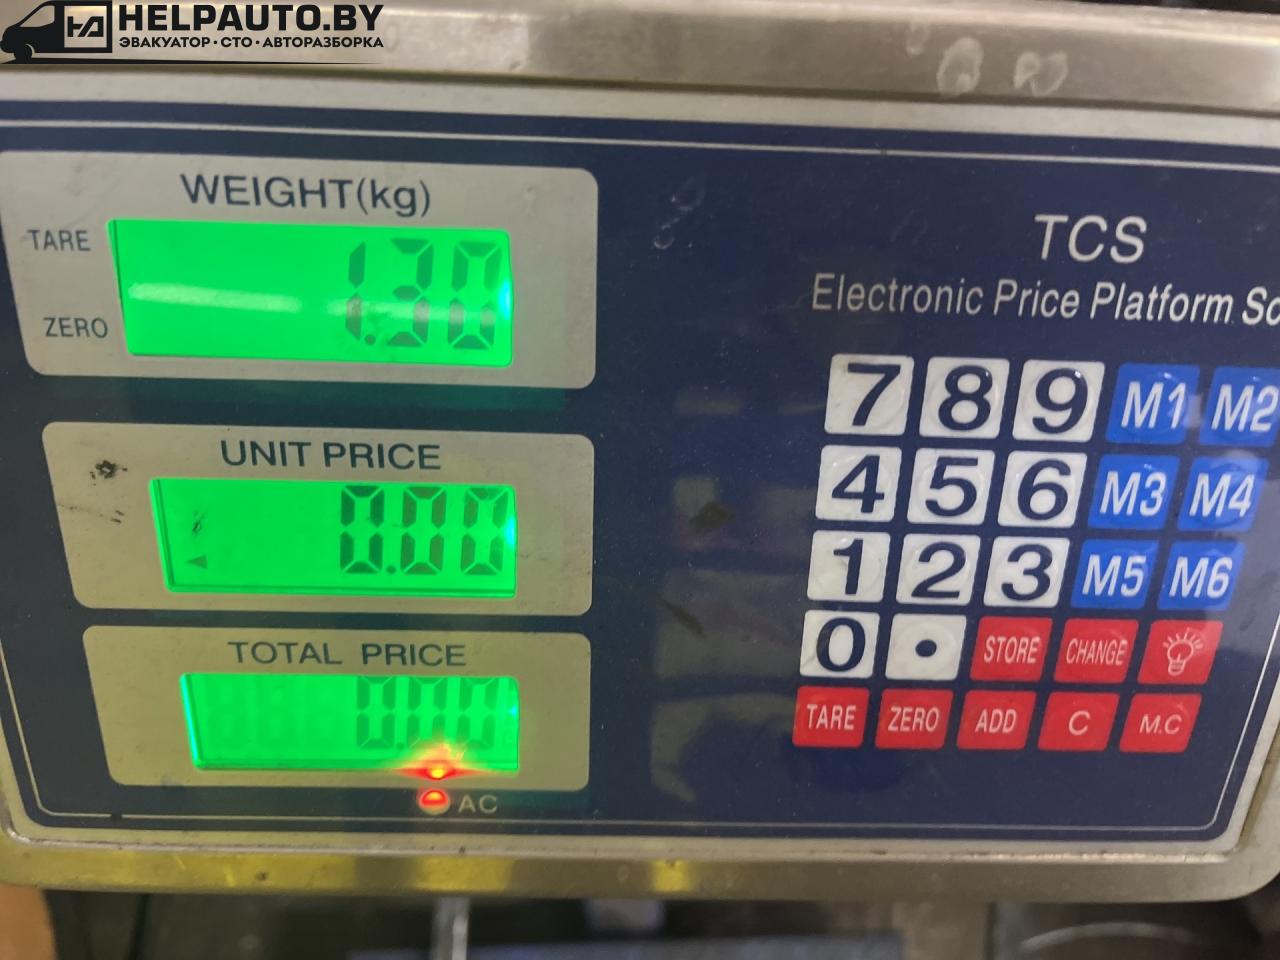 HELPAUTO.BY
ЭВАКУАТОР · СТО · АВТОРАЗБОРКА
WEIGHT(kg)
TARE
1.30
ZERO
TCS
Electronic Price Platform Sc
UNIT PRICE
0.00
TOTAL PRICE
0.00
AC
7 8 9 M1 M2
4 5 6 M3 M4
1 2 3 M5 M6
0 . STORE CHANGE
TARE ZERO ADD C M.C